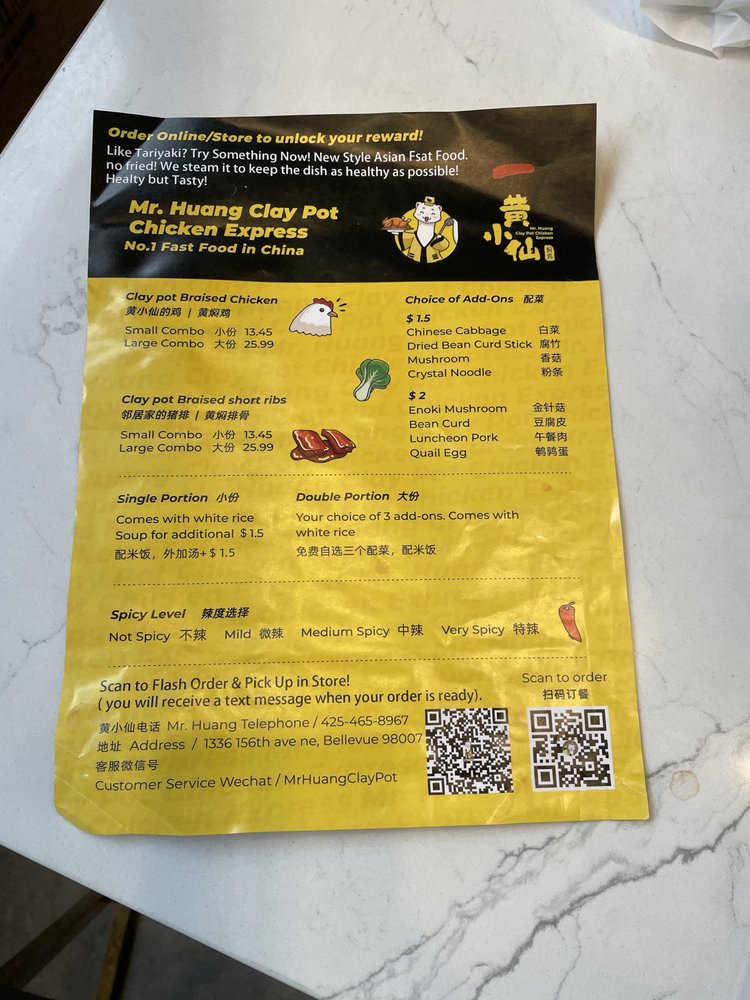 Order Online/Store to unlock your reward!
Like Tariyaki? Try Something Now! New Style Asian Fsat Food.
no fried! We steam it to keep the dish as healthy as possible!
Healty but Tasty!
Mr. Huang Clay Pot
Chicken Express
No.1 Fast Food in China
黄小仙
Mr. Huang
Clay Pot Chicken
Express
Clay pot Braised Chicken
黄小仙的鸡 | 黄焖鸡
Small Combo 小份 13.45
Large Combo 大份 25.99
Clay pot Braised short ribs
邻居家的猪排 | 黄焖排骨
Small Combo 小份 13.45
Large Combo 大份 25.99
Choice of Add-Ons 配菜
$ 1.5
Chinese Cabbage 白菜
Dried Bean Curd Stick 腐竹
Mushroom 香菇
Crystal Noodle 粉条
$ 2
Enoki Mushroom 金针菇
Bean Curd 豆腐皮
Luncheon Pork 午餐肉
Quail Egg 鹌鹑蛋
Single Portion 小份
Comes with white rice
Soup for additional $1.5
配米饭，外加汤+$1.5
Double Portion 大份
Your choice of 3 add-ons. Comes with
white rice
免费自选三个配菜，配米饭
Spicy Level 辣度选择
Not Spicy 不辣 Mild 微辣 Medium Spicy 中辣 Very Spicy 特辣
Scan to Flash Order & Pick Up in Store!
( you will receive a text message when your order is ready).
黄小仙电话 Mr. Huang Telephone / 425-465-8967
地址 Address / 1336 156th ave ne, Bellevue 98007
客服微信号
Customer Service Wechat / MrHuangClayPot
Scan to order
扫码订餐